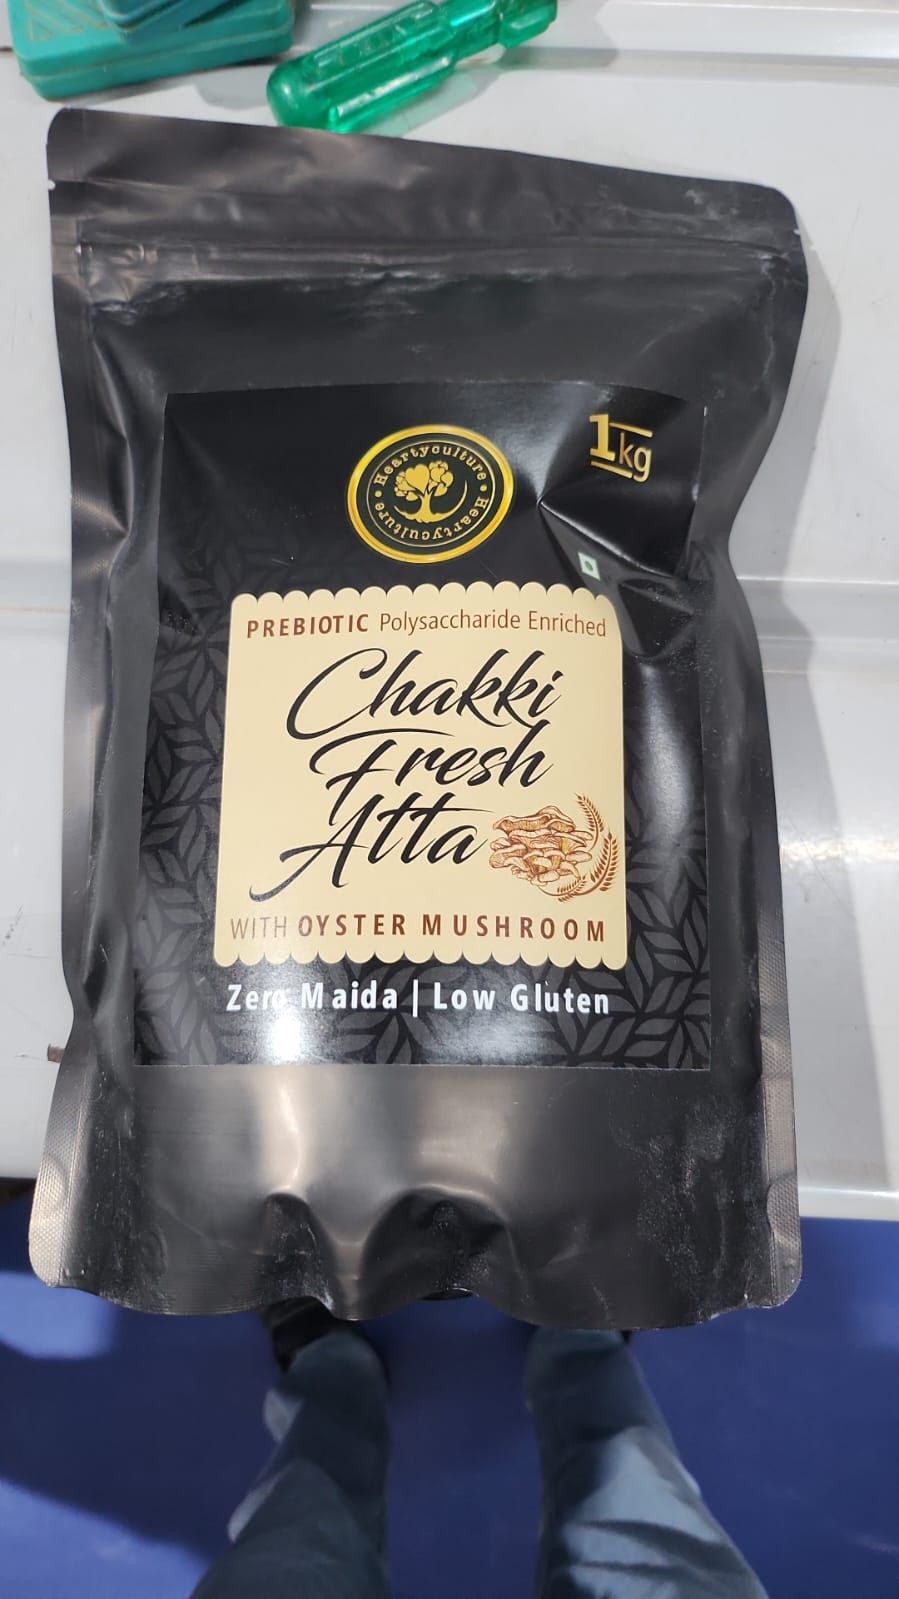 Heartyculture • Heartyculture •
1kg
PREBIOTIC Polysaccharide Enriched
Chakki
Fresh
Atta
WITH OYSTER MUSHROOM
Zero Maida | Low Gluten